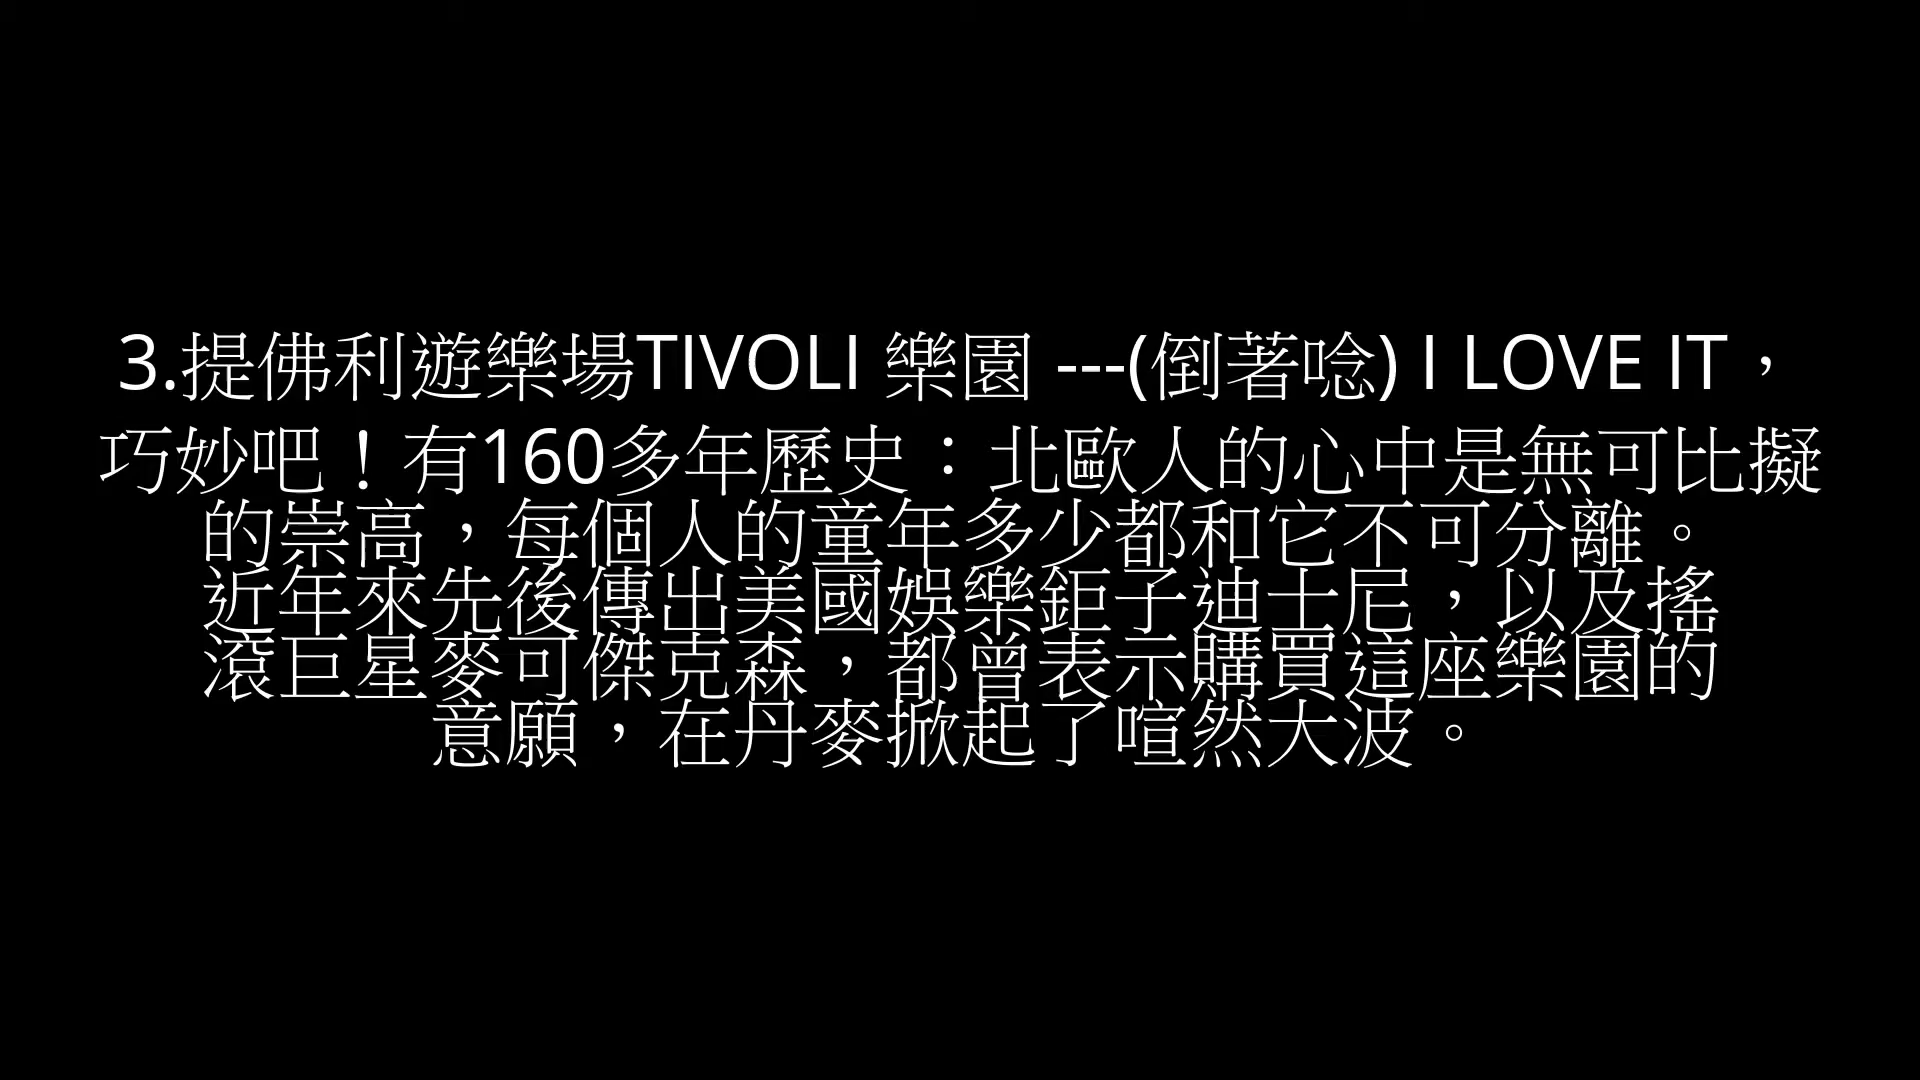 3.提佛利遊樂場TIVOLI 樂園 ---(倒著唸) I LOVE IT，
巧妙吧！有160多年歷史：北歐人的心中是無可比擬
的崇高，每個人的童年多少都和它不可分離。
近年來先後傳出美國娛樂鉅子迪士尼，以及搖
滾巨星麥可傑克森，都曾表示購買這座樂園的
意願，在丹麥掀起了喧然大波。